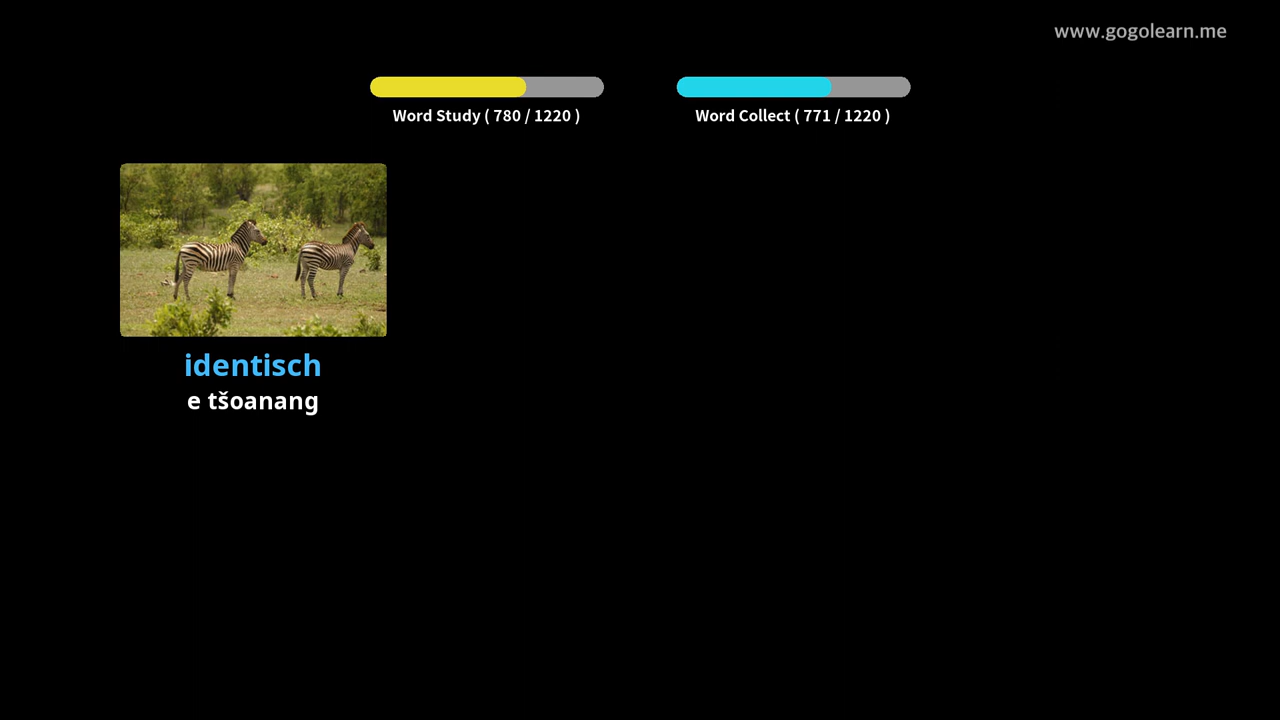 www.gogolearn.me
Word Study ( 780 / 1220 )
Word Collect ( 771 / 1220 )
identisch
e tšoanang